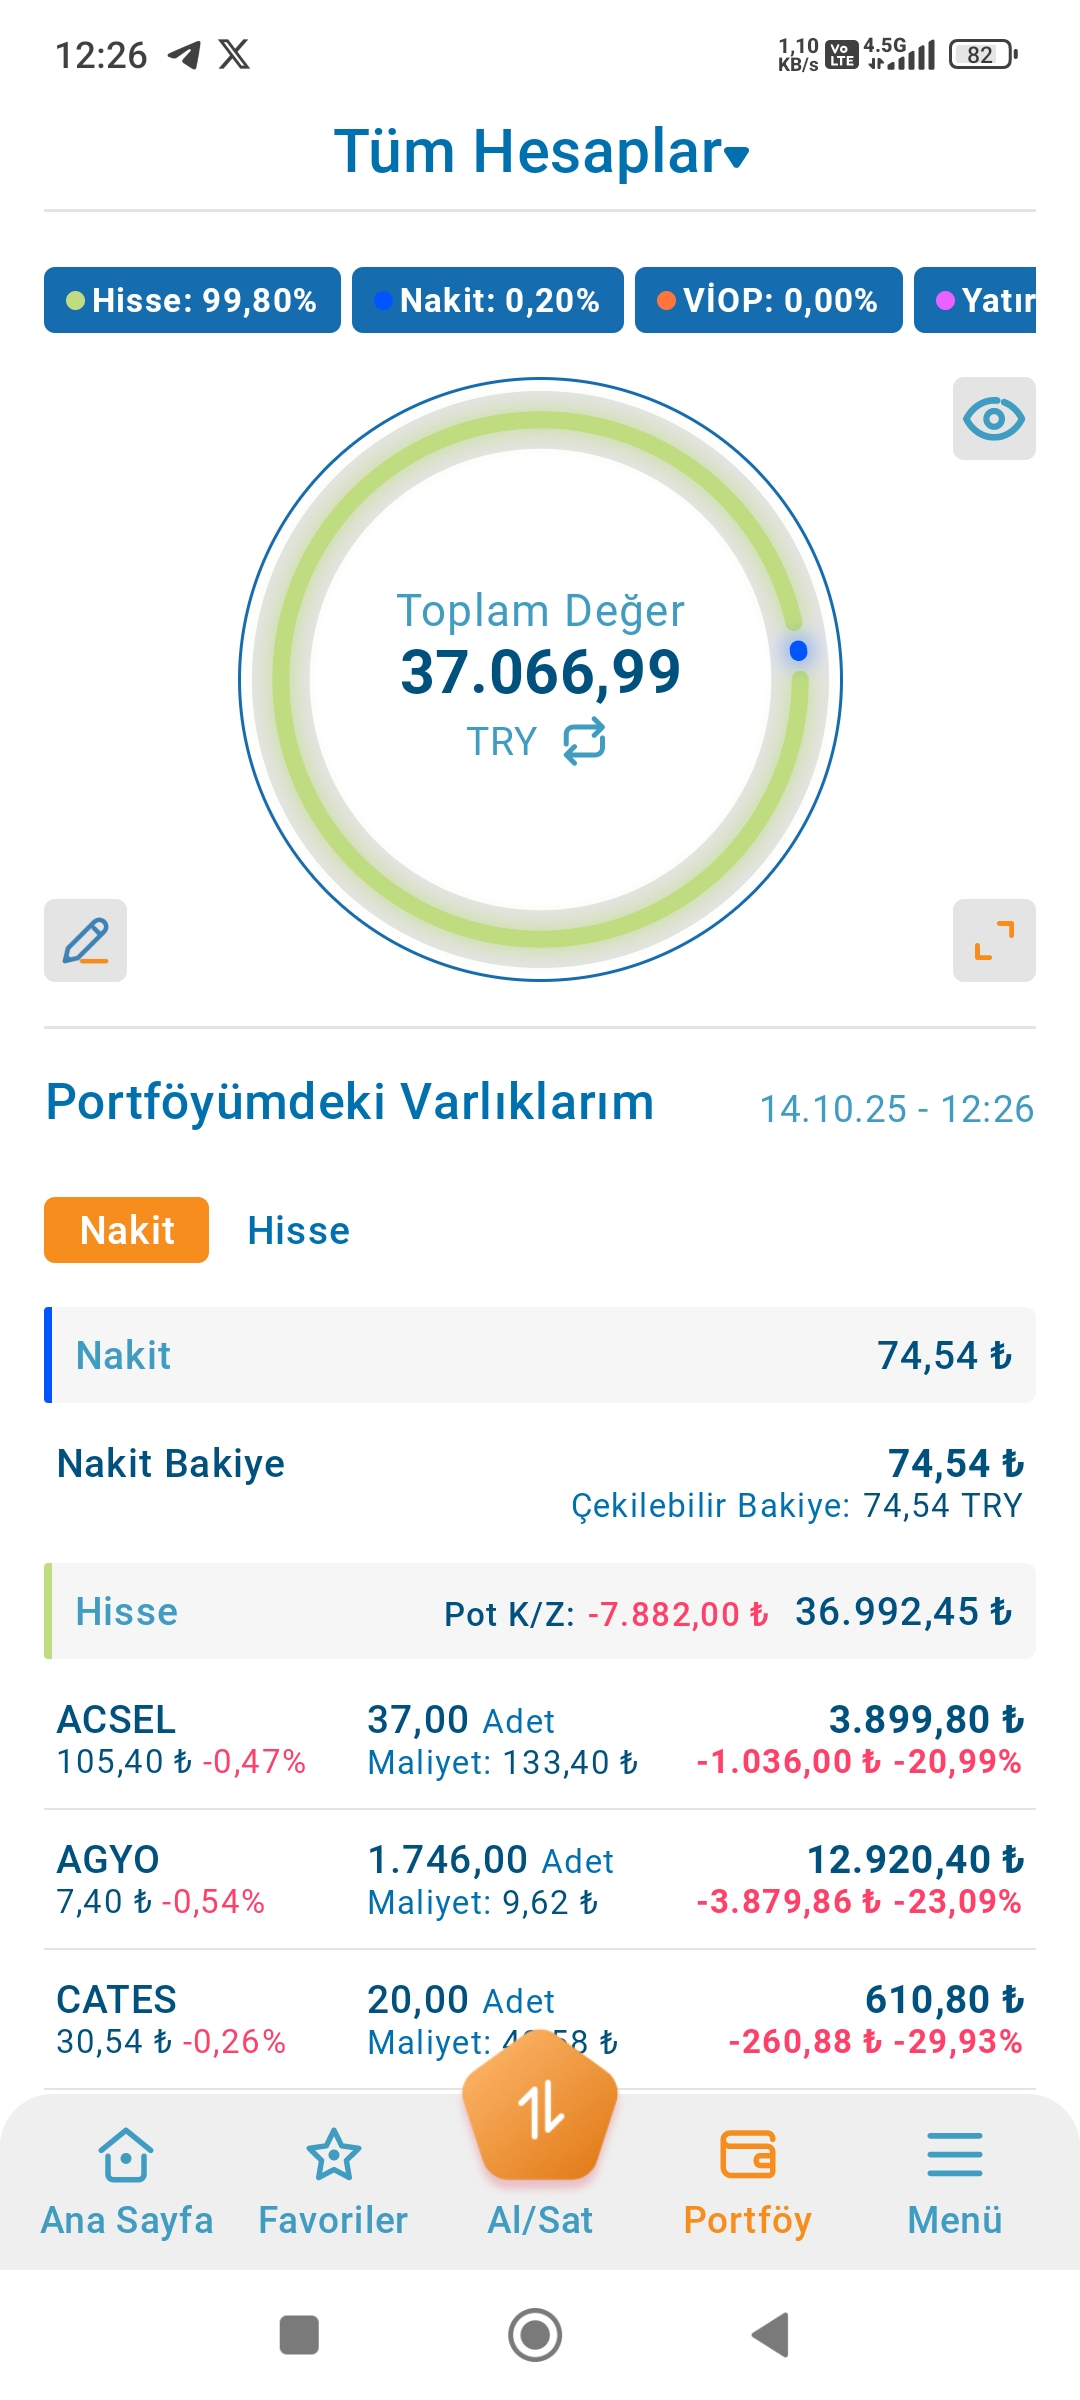 12:26
1,10 KB/s Vo LTE 4.5G 82
Tüm Hesaplar
Hisse: 99,80% Nakit: 0,20% VİOP: 0,00% Yatır
Toplam Değer
37.066,99
TRY
Portföyümdeki Varlıklarım 14.10.25 - 12:26
Nakit Hisse
Nakit 74,54 ₺
Nakit Bakiye 74,54 ₺
Çekilebilir Bakiye: 74,54 TRY
Hisse Pot K/Z: -7.882,00 ₺ 36.992,45 ₺
ACSEL 37,00 Adet 3.899,80 ₺
105,40 ₺ -0,47% Maliyet: 133,40 ₺ -1.036,00 ₺ -20,99%
AGYO 1.746,00 Adet 12.920,40 ₺
7,40 ₺ -0,54% Maliyet: 9,62 ₺ -3.879,86 ₺ -23,09%
CATES 20,00 Adet 610,80 ₺
30,54 ₺ -0,26% Maliyet: ₺ -260,88 ₺ -29,93%
Ana Sayfa Favoriler Al/Sat Portföy Menü